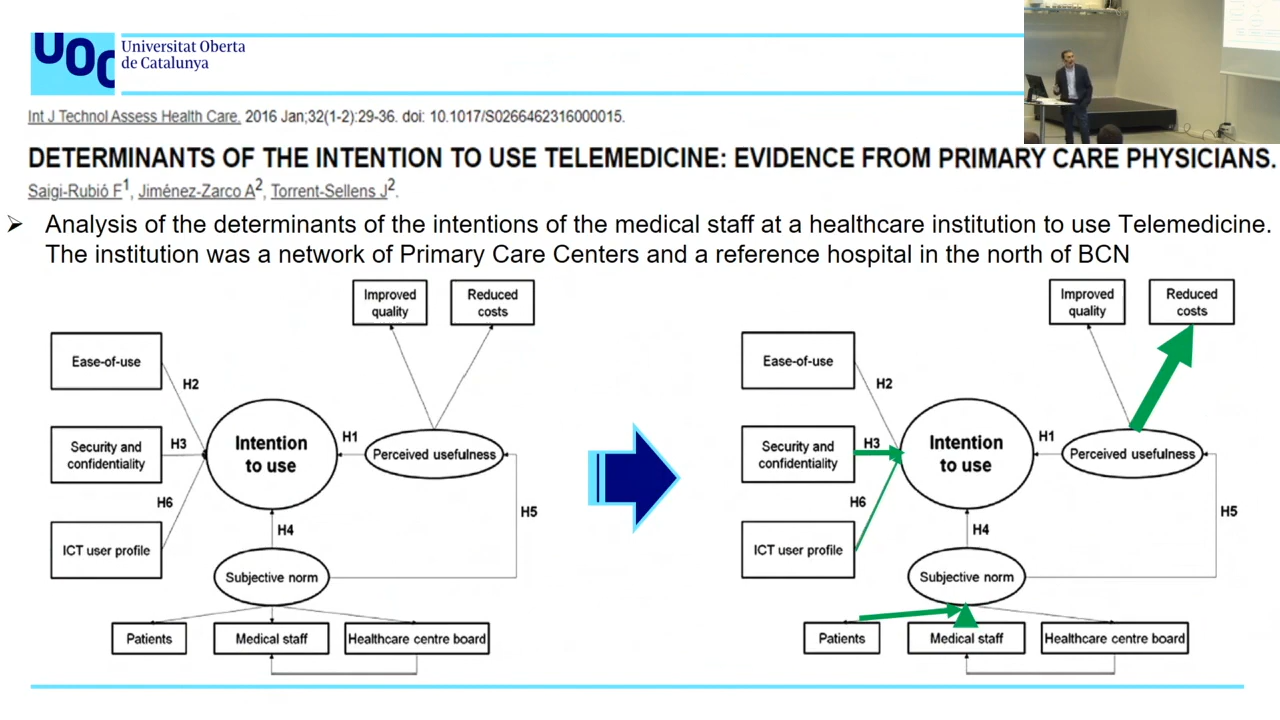 UOC
Universitat Oberta
de Catalunya
Int J Technol Assess Health Care. 2016 Jan;32(1-2):29-36. doi: 10.1017/S0266462316000015.
DETERMINANTS OF THE INTENTION TO USE TELEMEDICINE: EVIDENCE FROM PRIMARY CARE PHYSICIANS.
Saigi-Rubió F1, Jiménez-Zarco A2, Torrent-Sellens J2.
➢ Analysis of the determinants of the intentions of the medical staff at a healthcare institution to use Telemedicine.
The institution was a network of Primary Care Centers and a reference hospital in the north of BCN
Improved
quality
Reduced
costs
Ease-of-use
H2
Security and
confidentiality
H3
Intention
to use
H1
Perceived usefulness
H6
ICT user profile
H4
H5
Subjective norm
Patients
Medical staff
Healthcare centre board
Improved
quality
Reduced
costs
Ease-of-use
H2
Security and
confidentiality
H3
Intention
to use
H1
Perceived usefulness
H6
ICT user profile
H4
H5
Subjective norm
Patients
Medical staff
Healthcare centre board